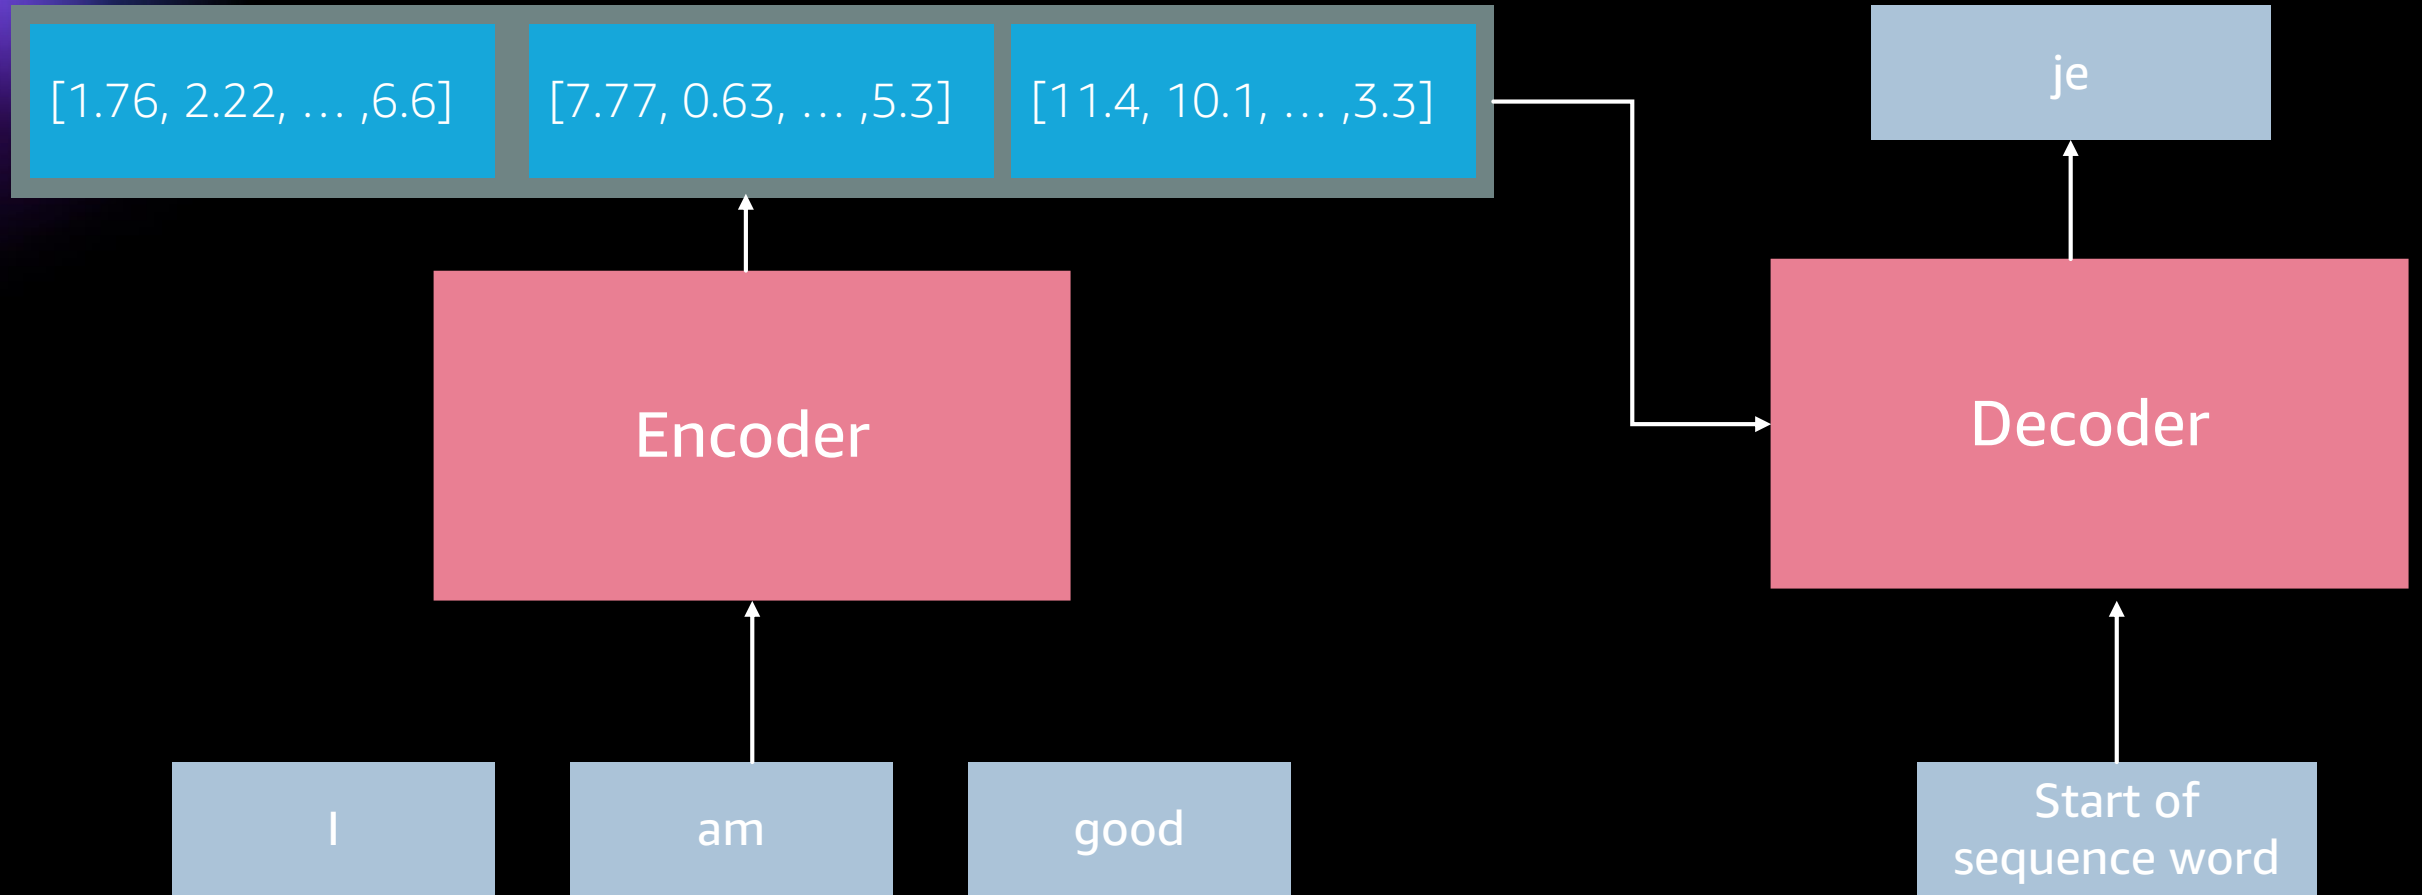 [1.76, 2.22, ... ,6.6]
[7.77, 0.63, ... ,5.3]
[11.4, 10.1, ... ,3.3]
je
Encoder
Decoder
I
am
good
Start of
sequence word